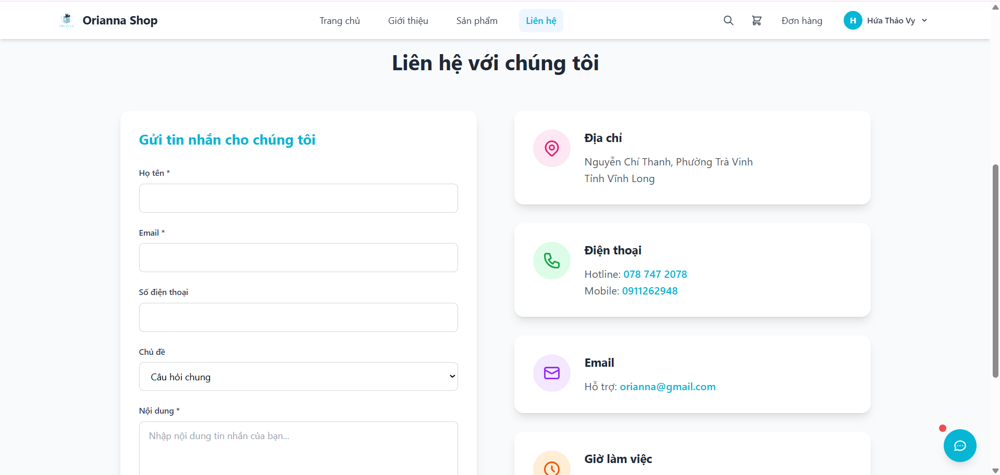 ORIANNA
Orianna Shop
Trang chủ
Giới thiệu
Sản phẩm
Liên hệ
Đơn hàng
H
Hứa Thảo Vy
Liên hệ với chúng tôi
Gửi tin nhắn cho chúng tôi
Họ tên *
Email *
Số điện thoại
Chủ đề
Câu hỏi chung
Nội dung *
Nhập nội dung tin nhắn của bạn...
Địa chỉ
Nguyễn Chí Thanh, Phường Trà Vinh
Tỉnh Vĩnh Long
Điện thoại
Hotline: 078 747 2078
Mobile: 0911262948
Email
Hỗ trợ: orianna@gmail.com
Giờ làm việc